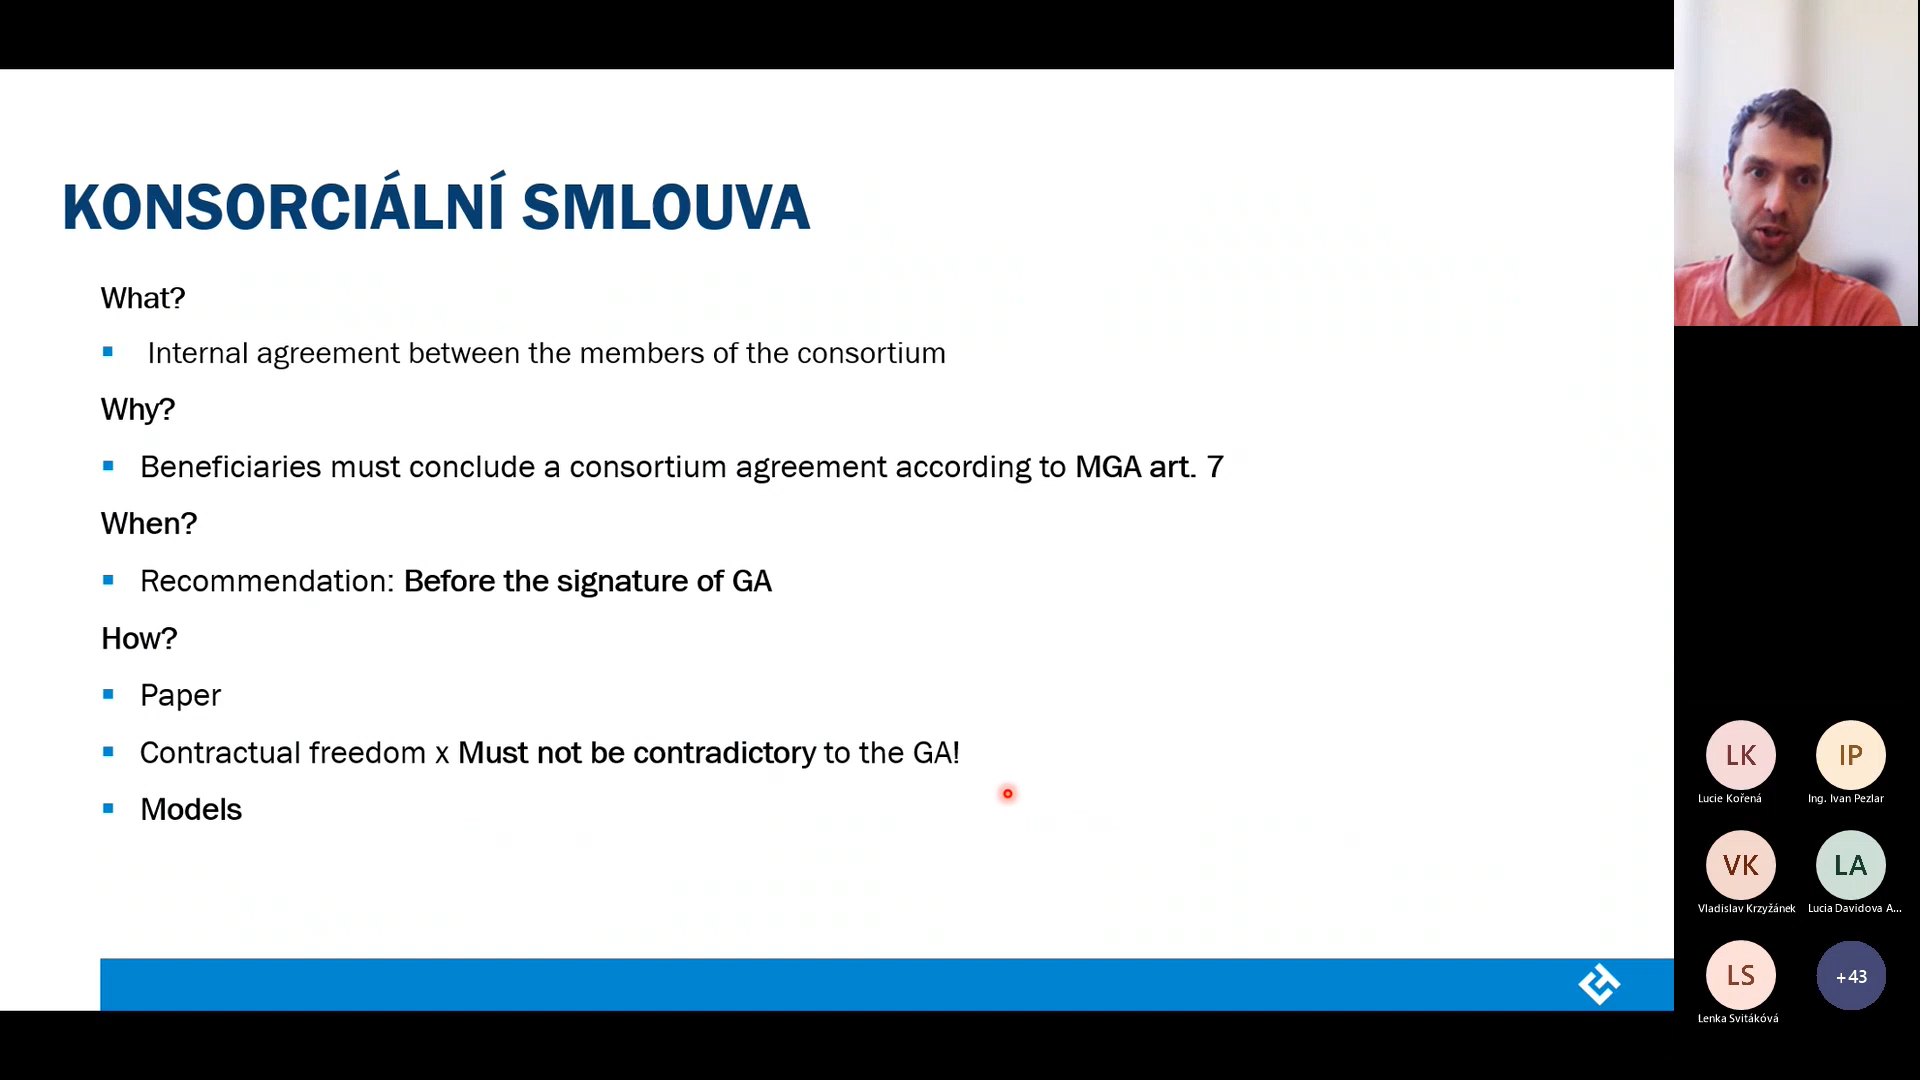 KONSORCIÁLNÍ SMLOUVA
What?
Internal agreement between the members of the consortium
Why?
Beneficiaries must conclude a consortium agreement according to MGA art. 7
When?
Recommendation: Before the signature of GA
How?
Paper
Contractual freedom x Must not be contradictory to the GA!
Models
LK
Lucie Kořená
IP
Ing. Ivan Pezlar
VK
Vladislav Krzyžánek
LA
Lucia Davidova A...
LS
Lenka Svitáková
+43